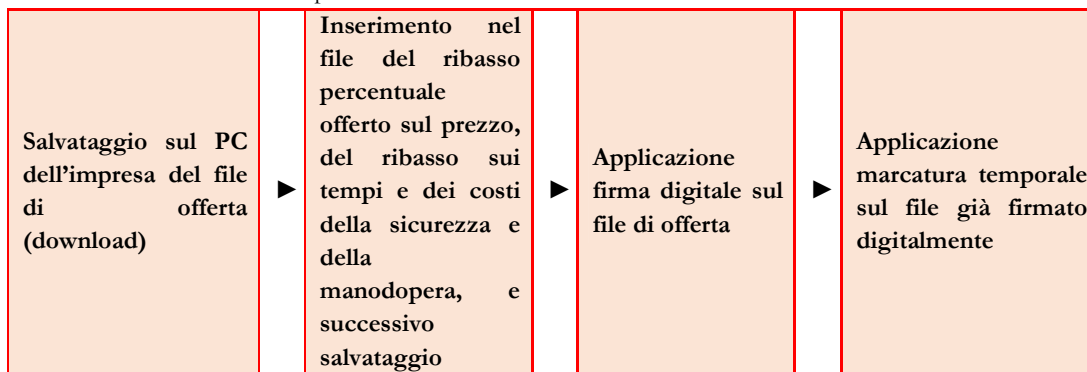 Salvataggio sul PC
dell'impresa del file
di offerta
(download)
►
Inserimento nel
file del ribasso
percentuale
offerto sul prezzo,
del ribasso sui
tempi e dei costi
della sicurezza e
della
manodopera, e
successivo
salvataggio
►
Applicazione
firma digitale sul
file di offerta
►
Applicazione
marcatura temporale
sul file già firmato
digitalmente